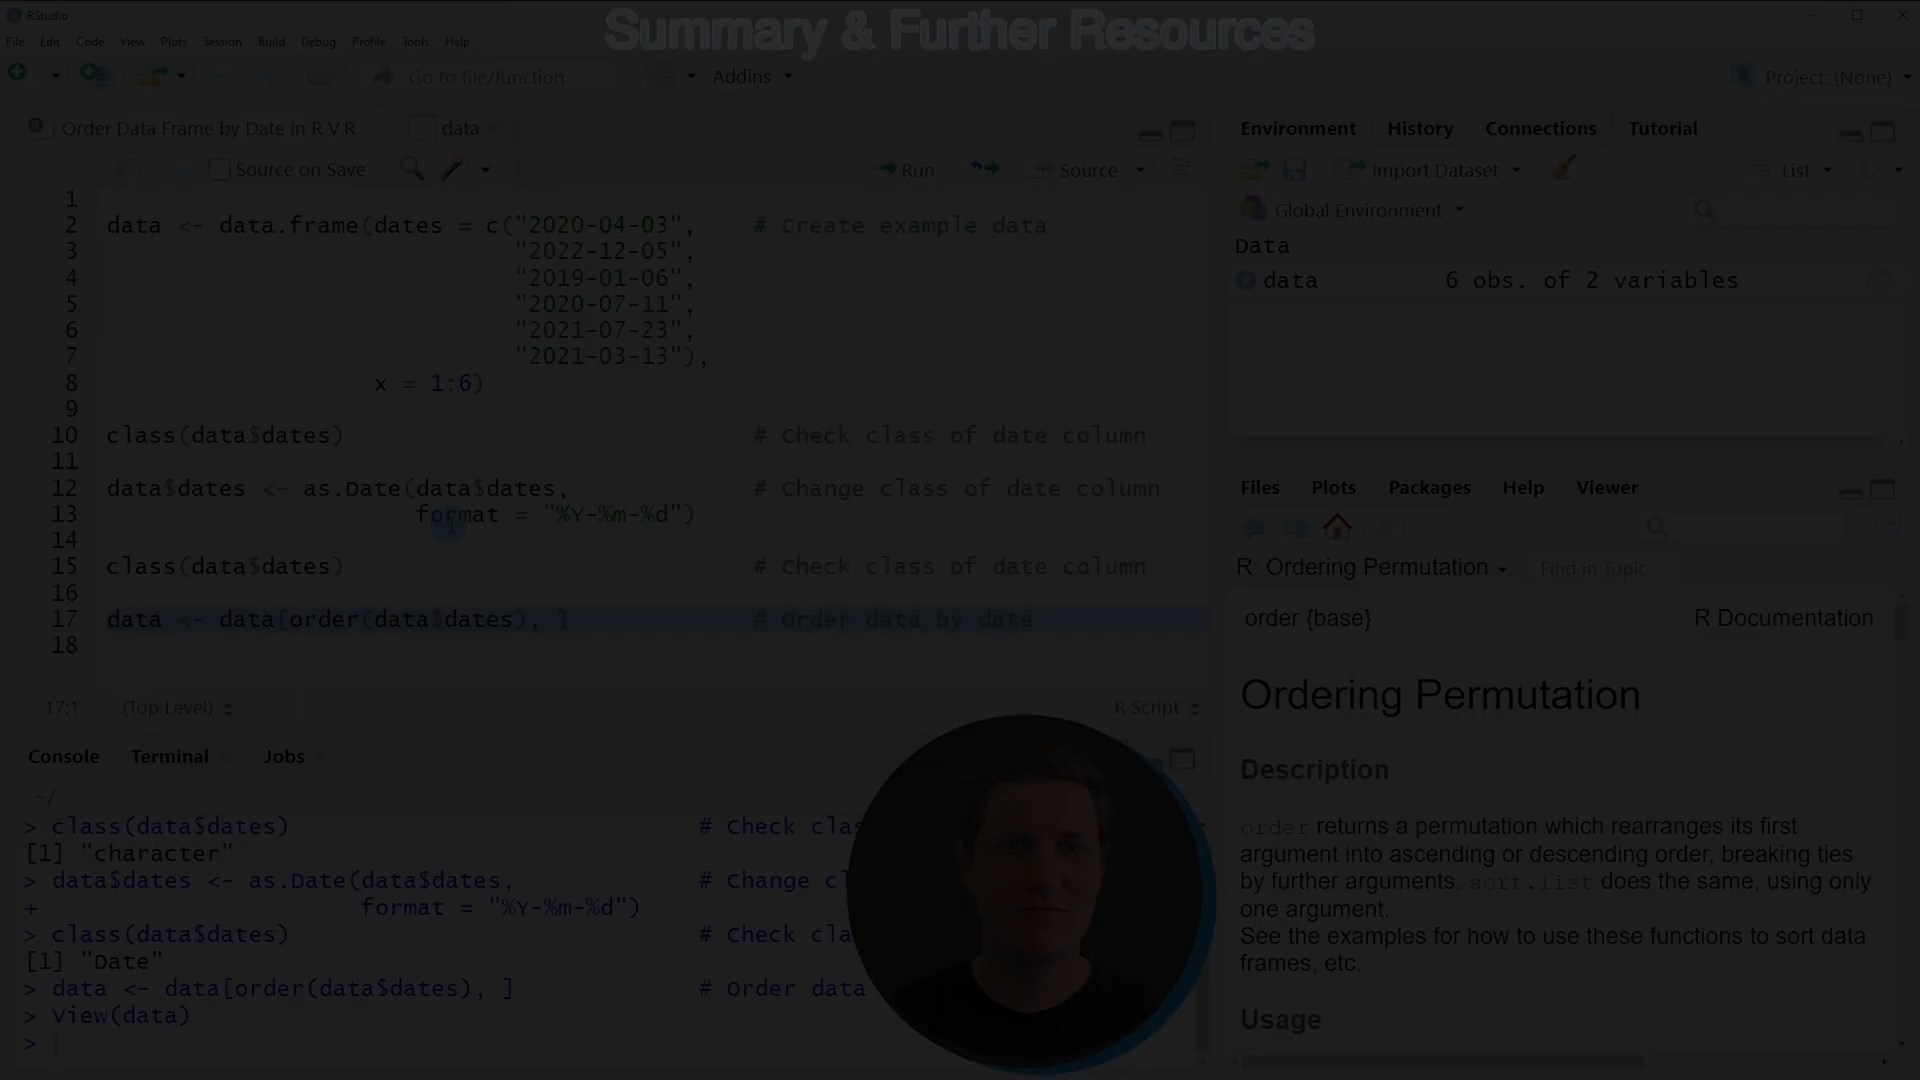 RStudio
Summary & Further Resources
File Edit Code View Plots Session Build Debug Profile Tools Help
Go to file/function
Addins
Project: (None)
Order Data Frame by Date in R V.R
data
Source on Save
Run
Source
1
2 data <- data.frame(dates = c("2020-04-03", # Create example data
3 "2022-12-05",
4 "2019-01-06",
5 "2020-07-11",
6 "2021-07-23",
7 "2021-03-13"),
8 x = 1:6)
9
10 class(data$dates) # Check class of date column
11
12 data$dates <- as.Date(data$dates, # Change class of date column
13 format = "%Y-%m-%d")
14
15 class(data$dates) # Check class of date column
16
17 data <- data[order(data$dates), ] # Order data by date
18
17:1 (Top Level) R Script
Console Terminal Jobs
~/
> class(data$dates) # Check clas
[1] "character"
> data$dates <- as.Date(data$dates, # Change cl
+ format = "%Y-%m-%d")
> class(data$dates) # Check cla
[1] "Date"
> data <- data[order(data$dates), ] # Order data
> View(data)
>
Environment History Connections Tutorial
Import Dataset
List
Global Environment
Data
data 6 obs. of 2 variables
Files Plots Packages Help Viewer
R: Ordering Permutation
Find in Topic
order {base} R Documentation
Ordering Permutation
Description
order returns a permutation which rearranges its first
argument into ascending or descending order, breaking ties
by further arguments. sort.list does the same, using only
one argument.
See the examples for how to use these functions to sort data
frames, etc.
Usage